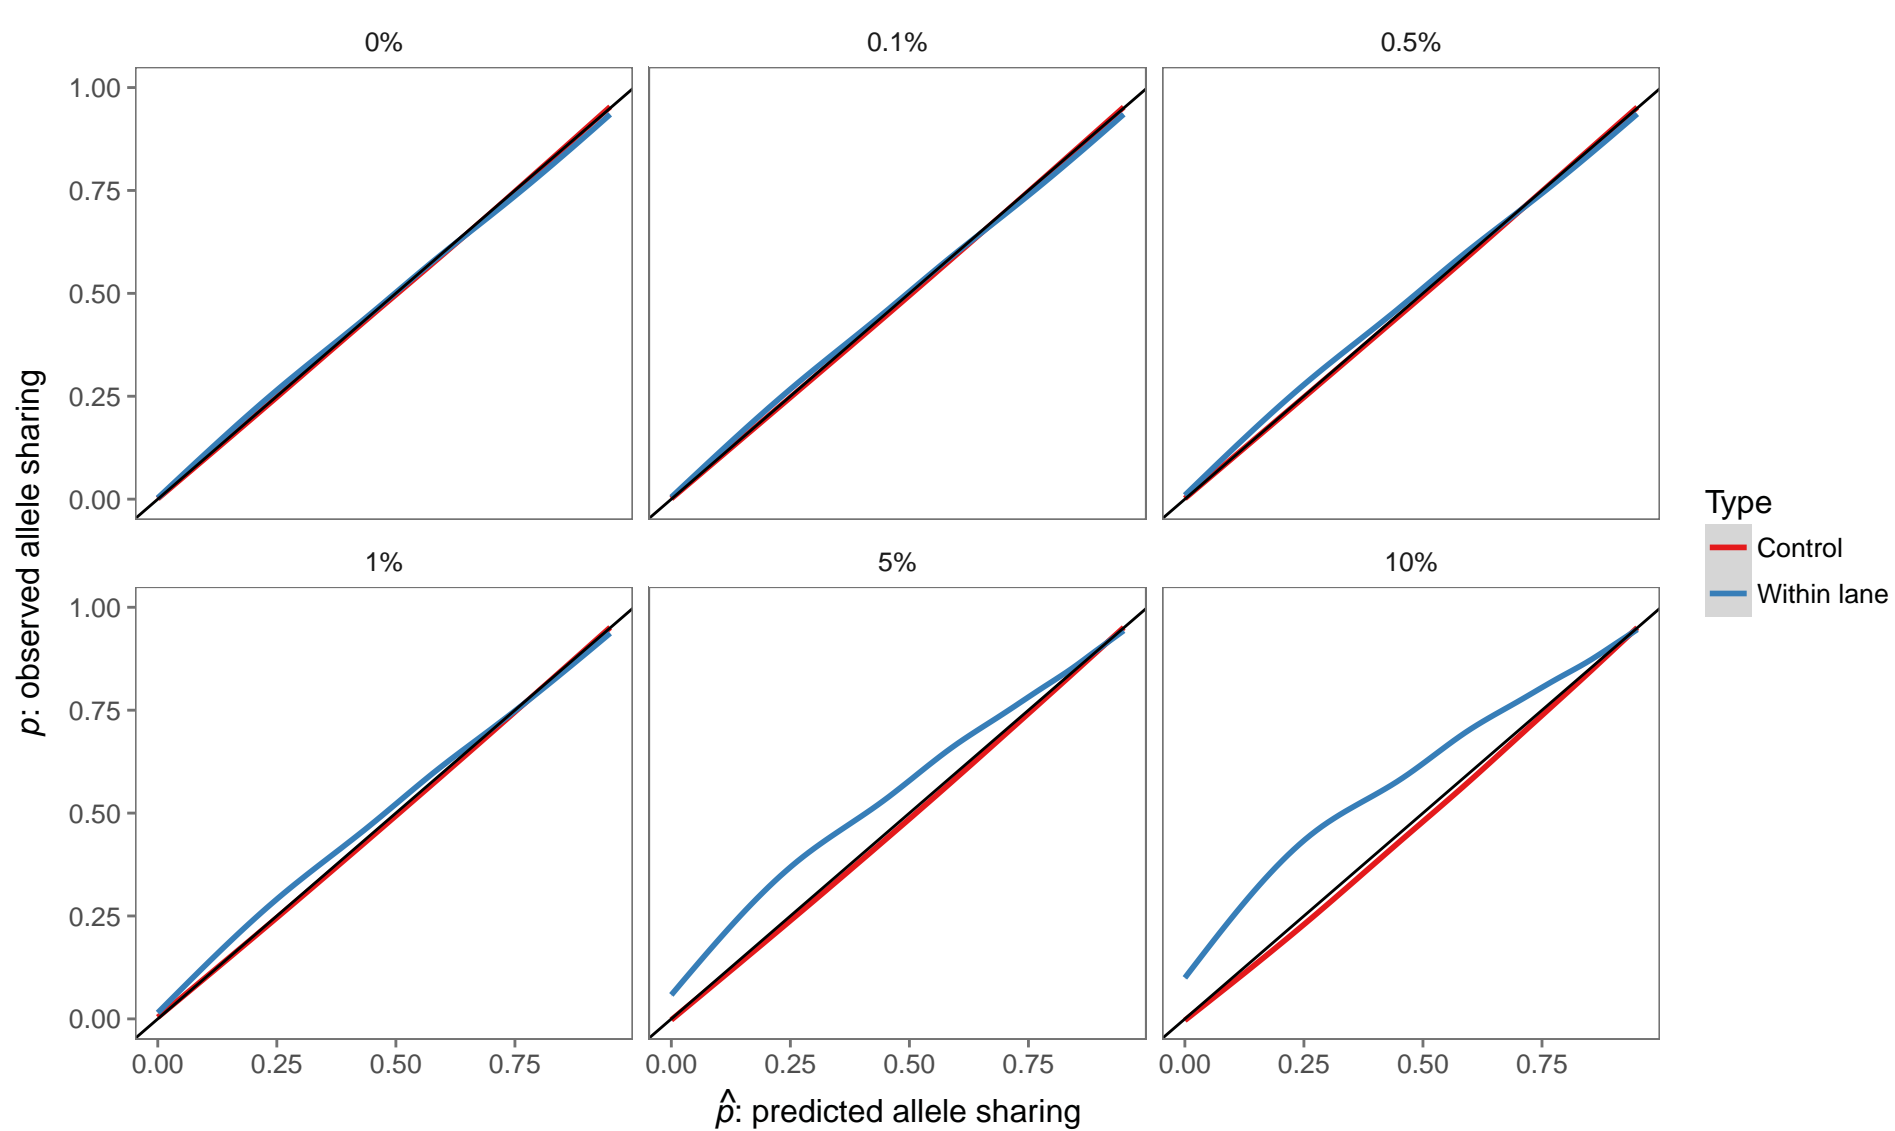 0% 0.1% 0.5%
1.00
0.75
0.50
0.25
0.00
1% 5% 10%
1.00
0.75
0.50
0.25
0.00
0.00 0.25 0.50 0.75 0.00 0.25 0.50 0.75 0.00 0.25 0.50 0.75
p̂: predicted allele sharing
p: observed allele sharing
Type
Control
Within lane